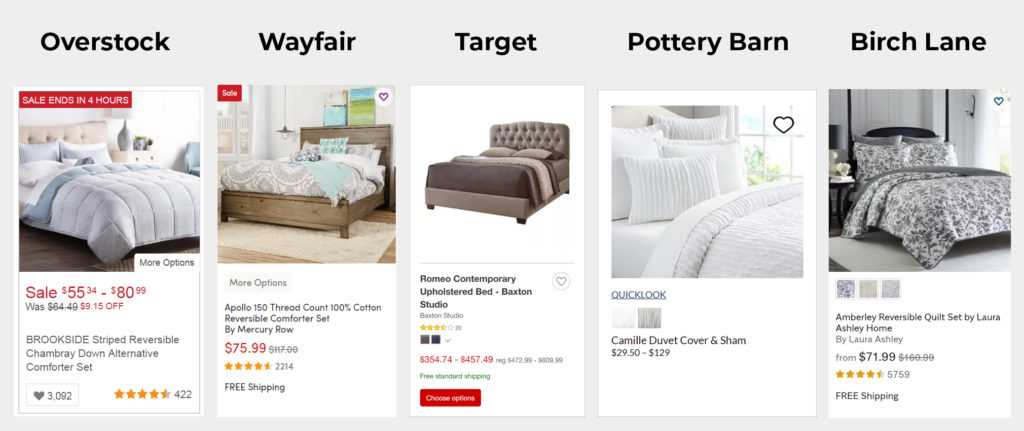 Overstock
SALE ENDS IN 4 HOURS
More Options
Sale $55.34 - $80.99
Was $64.49 $9.15 OFF
BROOKSIDE Striped Reversible
Chambray Down Alternative
Comforter Set
3,092
422
Wayfair
Sale
More Options
Apollo 150 Thread Count 100% Cotton
Reversible Comforter Set
By Mercury Row
$75.99 $117.00
2214
FREE Shipping
Target
Romeo Contemporary
Upholstered Bed - Baxton
Studio
Baxton Studio
20
$354.74 - $457.49 reg $472.99 - $609.99
Free standard shipping
Choose options
Pottery Barn
QUICKLOOK
Camille Duvet Cover & Sham
$29.50 - $129
Birch Lane
Amberley Reversible Quilt Set by Laura
Ashley Home
By Laura Ashley
from $71.99 $160.99
5759
FREE Shipping